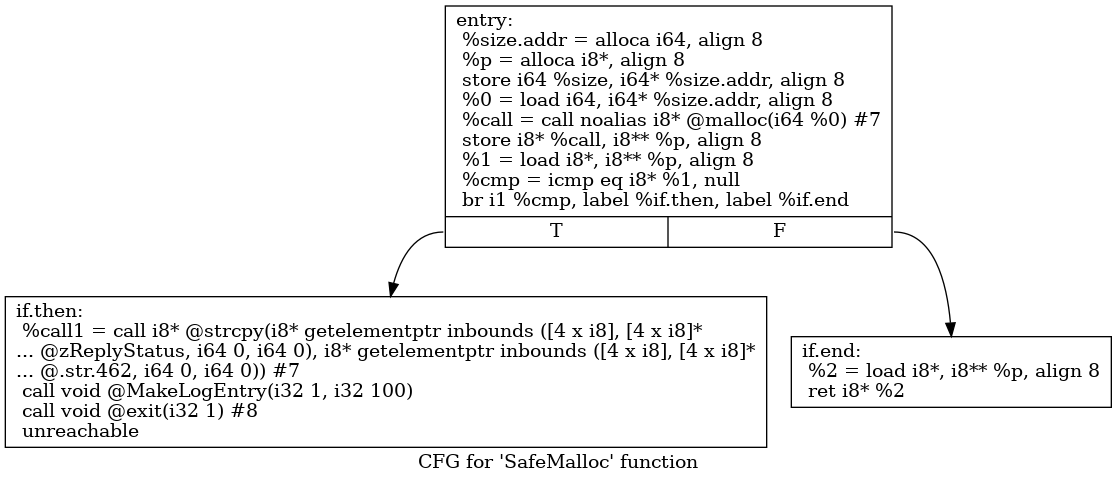 entry:
%size.addr = alloca i64, align 8
%p = alloca i8*, align 8
store i64 %size, i64* %size.addr, align 8
%0 = load i64, i64* %size.addr, align 8
%call = call noalias i8* @malloc(i64 %0) #7
store i8* %call, i8** %p, align 8
%1 = load i8*, i8** %p, align 8
%cmp = icmp eq i8* %1, null
br i1 %cmp, label %if.then, label %if.end
T F
if.then:
%call1 = call i8* @strcpy(i8* getelementptr inbounds ([4 x i8], [4 x i8]*
... @zReplyStatus, i64 0, i64 0), i8* getelementptr inbounds ([4 x i8], [4 x i8]*
... @.str.462, i64 0, i64 0)) #7
call void @MakeLogEntry(i32 1, i32 100)
call void @exit(i32 1) #8
unreachable
if.end:
%2 = load i8*, i8** %p, align 8
ret i8* %2
CFG for 'SafeMalloc' function